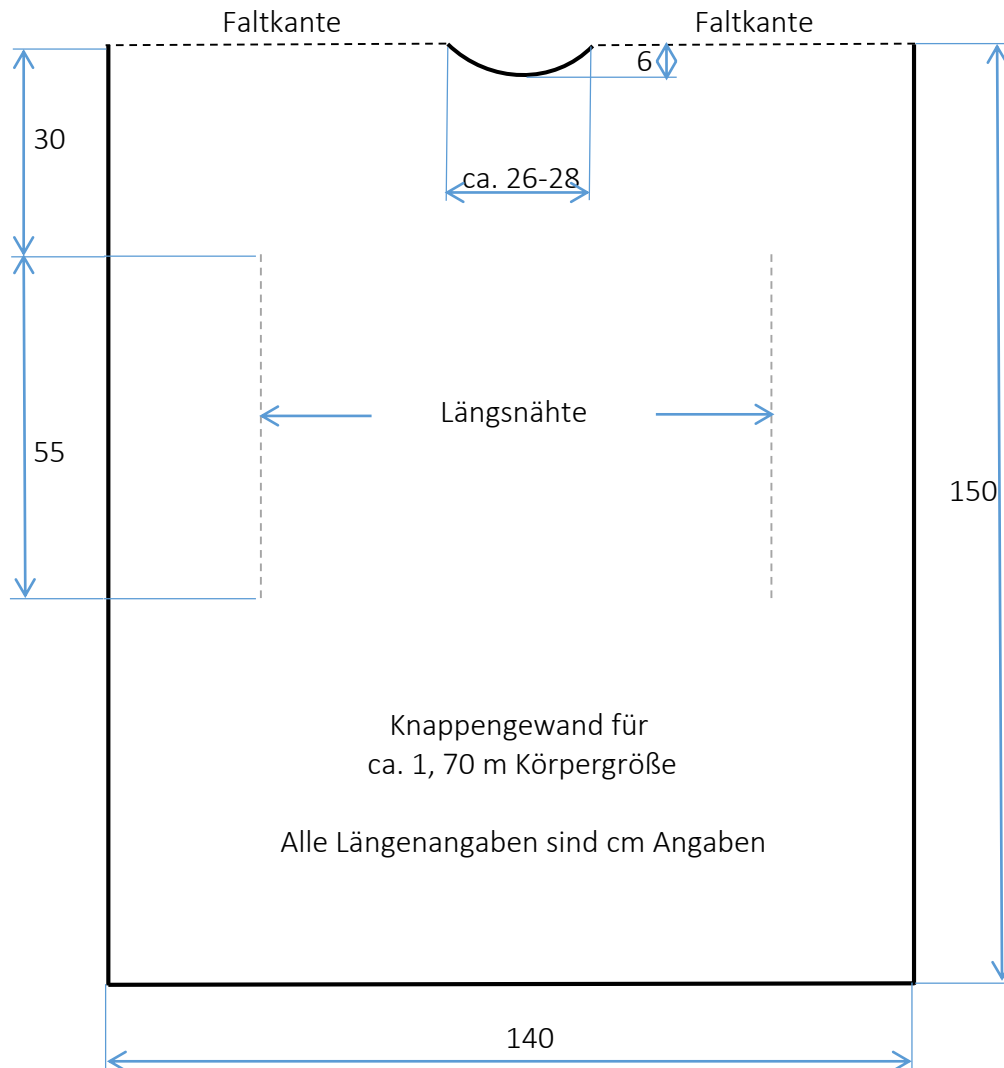 Faltkante
Faltkante
6
30
ca. 26-28
Längsnähte
55
150
Knappengewand für
ca. 1, 70 m Körpergröße
Alle Längenangaben sind cm Angaben
140